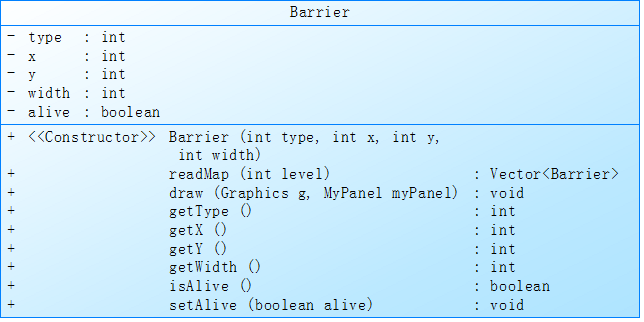 Barrier
- type : int
- x : int
- y : int
- width : int
- alive : boolean
+ <<Constructor>> Barrier (int type, int x, int y,
int width)
+ readMap (int level) : Vector<Barrier>
+ draw (Graphics g, MyPanel myPanel) : void
+ getType () : int
+ getX () : int
+ getY () : int
+ getWidth () : int
+ isAlive () : boolean
+ setAlive (boolean alive) : void